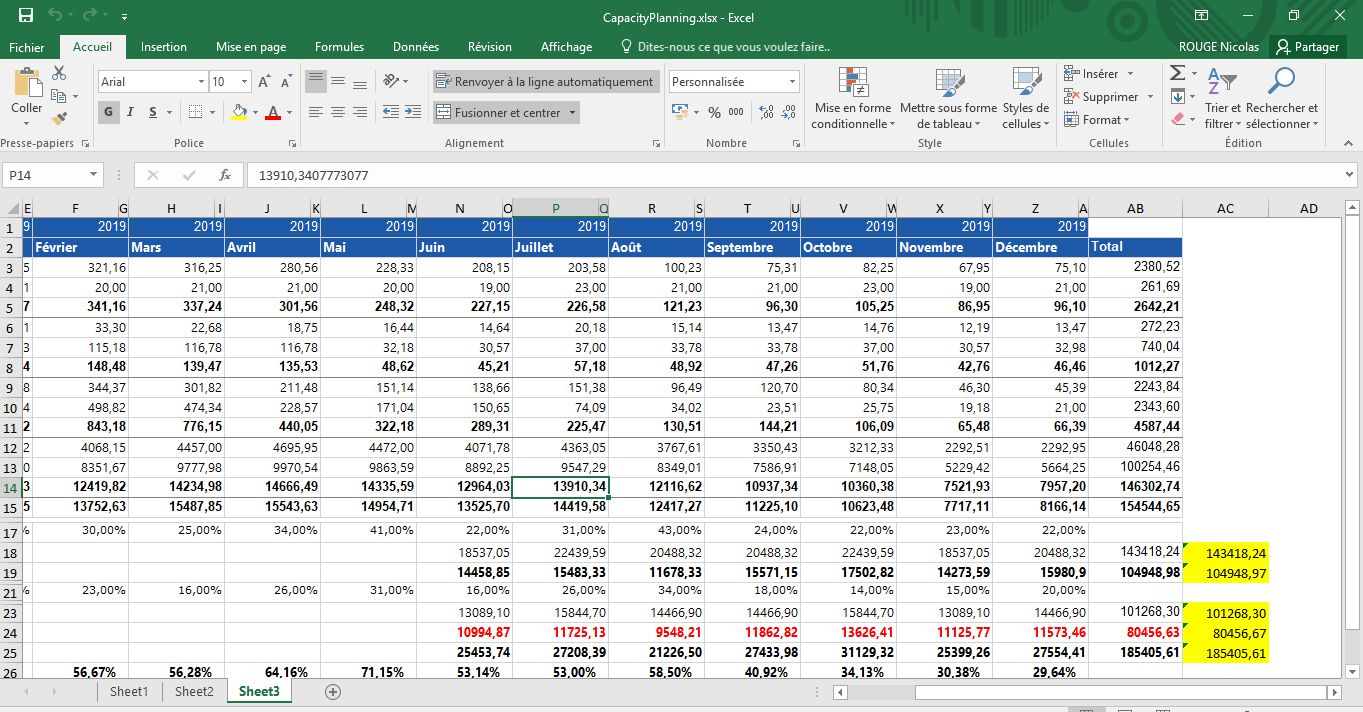 CapacityPlanning.xlsx - Excel
Fichier Accueil Insertion Mise en page Formules Données Révision Affichage Dites-nous ce que vous voulez faire.. ROUGE Nicolas Partager
Coller Arial 10 A A Renvoyer à la ligne automatiquement Personnalisée Mise en forme conditionnelle Mettre sous forme de tableau Styles de cellules Insérer Supprimer Format Trier et filtrer Rechercher et sélectionner
G I S Fusionner et centrer % 000
Presse-papiers Police Alignement Nombre Style Cellules Édition
P14 fx 13910,3407773077
E F G H I J K L M N O P Q R S T U V W X Y Z A AB AC AD
1 9 2019 2019 2019 2019 2019 2019 2019 2019 2019 2019 2019
2 Février Mars Avril Mai Juin Juillet Août Septembre Octobre Novembre Décembre Total
3 5 321,16 316,25 280,56 228,33 208,15 203,58 100,23 75,31 82,25 67,95 75,10 2380,52
4 1 20,00 21,00 21,00 20,00 19,00 23,00 21,00 21,00 23,00 19,00 21,00 261,69
5 7 341,16 337,24 301,56 248,32 227,15 226,58 121,23 96,30 105,25 86,95 96,10 2642,21
6 1 33,30 22,68 18,75 16,44 14,64 20,18 15,14 13,47 14,76 12,19 13,47 272,23
7 3 115,18 116,78 116,78 32,18 30,57 37,00 33,78 33,78 37,00 30,57 32,98 740,04
8 4 148,48 139,47 135,53 48,62 45,21 57,18 48,92 47,26 51,76 42,76 46,46 1012,27
9 8 344,37 301,82 211,48 151,14 138,66 151,38 96,49 120,70 80,34 46,30 45,39 2243,84
10 4 498,82 474,34 228,57 171,04 150,65 74,09 34,02 23,51 25,75 19,18 21,00 2343,60
11 2 843,18 776,15 440,05 322,18 289,31 225,47 130,51 144,21 106,09 65,48 66,39 4587,44
12 2 4068,15 4457,00 4695,95 4472,00 4071,78 4363,05 3767,61 3350,43 3212,33 2292,51 2292,95 46048,28
13 0 8351,67 9777,98 9970,54 9863,59 8892,25 9547,29 8349,01 7586,91 7148,05 5229,42 5664,25 100254,46
14 3 12419,82 14234,98 14666,49 14335,59 12964,03 13910,34 12116,62 10937,34 10360,38 7521,93 7957,20 146302,74
15 5 13752,63 15487,85 15543,63 14954,71 13525,70 14419,58 12417,27 11225,10 10623,48 7717,11 8166,14 154544,65
17 % 30,00% 25,00% 34,00% 41,00% 22,00% 31,00% 43,00% 24,00% 22,00% 23,00% 22,00%
18 18537,05 22439,59 20488,32 20488,32 22439,59 18537,05 20488,32 143418,24 143418,24
19 14458,85 15483,33 11678,33 15571,15 17502,82 14273,59 15980,9 104948,98 104948,97
21 % 23,00% 16,00% 26,00% 31,00% 16,00% 26,00% 34,00% 18,00% 14,00% 15,00% 20,00%
23 13089,10 15844,70 14466,90 14466,90 15844,70 13089,10 14466,90 101268,30 101268,30
24 10994,87 11725,13 9548,21 11862,82 13626,41 11125,77 11573,46 80456,63 80456,67
25 25453,74 27208,39 21226,50 27433,98 31129,32 25399,26 27554,41 185405,61 185405,61
26 56,67% 56,28% 64,16% 71,15% 53,14% 53,00% 58,50% 40,92% 34,13% 30,38% 29,64%
Sheet1 Sheet2 Sheet3